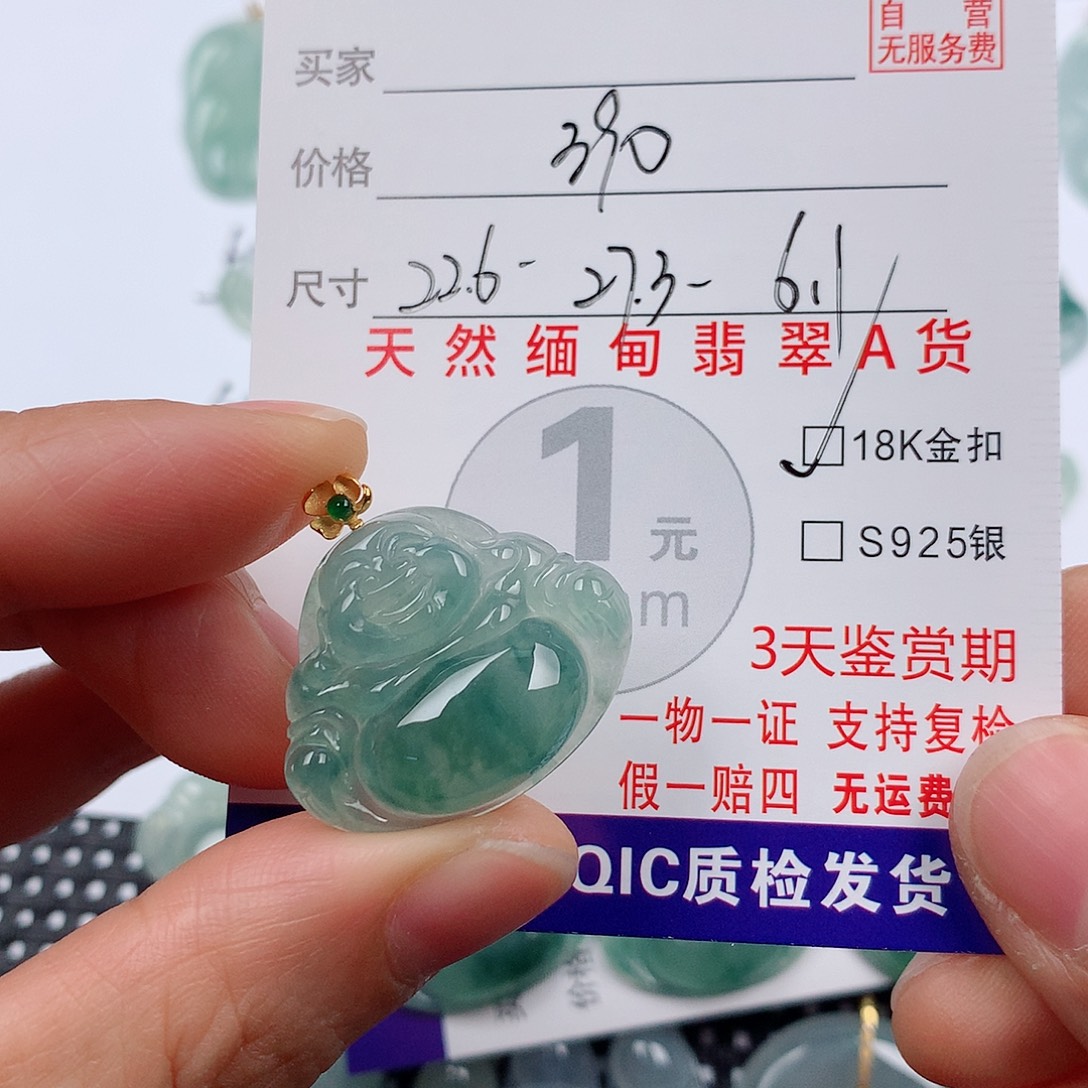 自 营
无服务费
买家
价格 390
尺寸 22.6-27.3-6.1
天然缅甸翡翠A货
1元
m
18K金扣
S925银
3天鉴赏期
一物一证 支持复检
假一赔四 无运费
QIC质检发货
价格